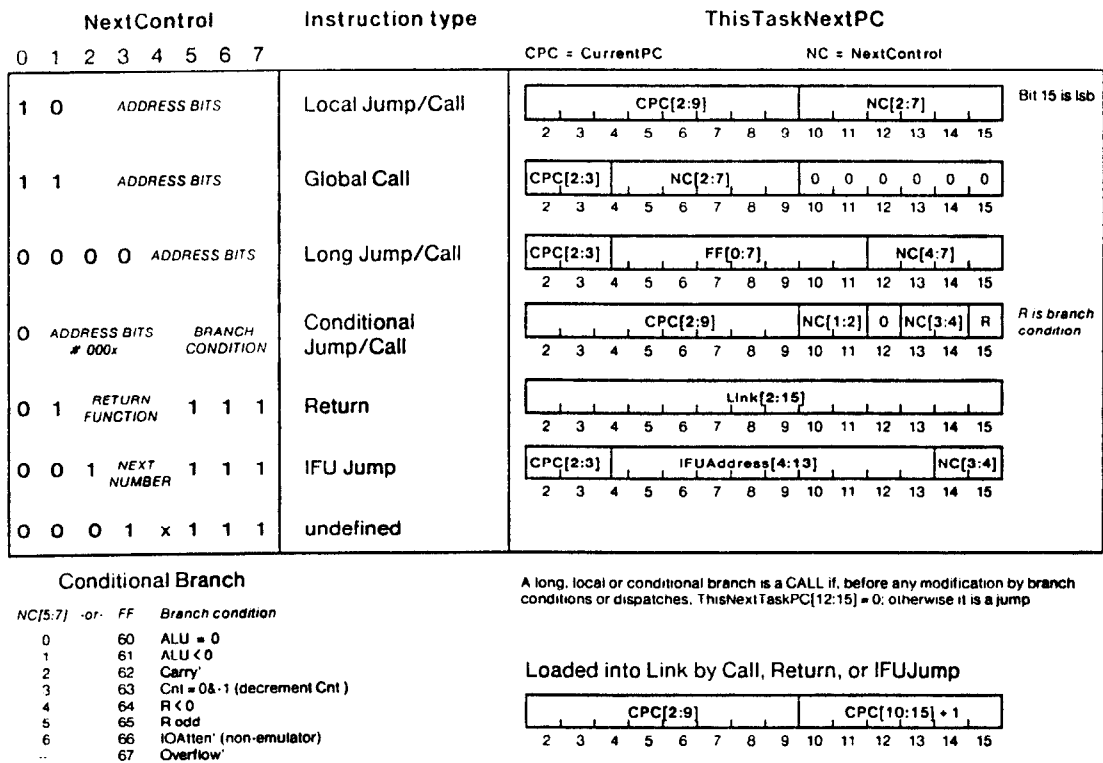 NextControl Instruction type ThisTaskNextPC
0 1 2 3 4 5 6 7 CPC = CurrentPC NC = NextControl
1 0 ADDRESS BITS Local Jump/Call CPC[2:9] NC[2:7] Bit 15 is lsb
2 3 4 5 6 7 8 9 10 11 12 13 14 15
1 1 ADDRESS BITS Global Call CPC[2:3] NC[2:7] 0 0 0 0 0 0
2 3 4 5 6 7 8 9 10 11 12 13 14 15
0 0 0 0 ADDRESS BITS Long Jump/Call CPC[2:3] FF[0:7] NC[4:7]
2 3 4 5 6 7 8 9 10 11 12 13 14 15
0 ADDRESS BITS BRANCH Conditional CPC[2:9] NC[1:2] 0 NC[3:4] R R is branch
≠ 000x CONDITION Jump/Call condition
2 3 4 5 6 7 8 9 10 11 12 13 14 15
0 1 RETURN FUNCTION 1 1 1 Return Link[2:15]
2 3 4 5 6 7 8 9 10 11 12 13 14 15
0 0 1 NEXT NUMBER 1 1 1 IFU Jump CPC[2:3] IFUAddress[4:13] NC[3:4]
2 3 4 5 6 7 8 9 10 11 12 13 14 15
0 0 0 1 x 1 1 1 undefined
Conditional Branch
NC[5:7] -or- FF Branch condition
0 60 ALU = 0
1 61 ALU < 0
2 62 Carry'
3 63 Cnt = 0&-1 (decrement Cnt )
4 64 R < 0
5 65 R odd
6 66 IOAtten' (non-emulator)
.. 67 Overflow'
A long, local or conditional branch is a CALL if, before any modification by branch
conditions or dispatches, ThisNextTaskPC[12:15] = 0; otherwise it is a jump
Loaded into Link by Call, Return, or IFUJump
CPC[2:9] CPC[10:15] + 1
2 3 4 5 6 7 8 9 10 11 12 13 14 15